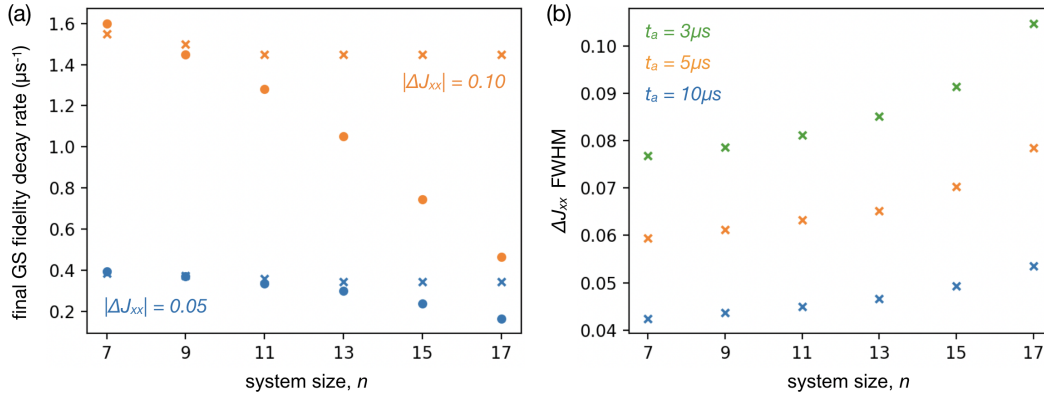 (a)
final GS fidelity decay rate (μs⁻¹)
1.6
1.4
1.2
1.0
0.8
0.6
0.4
0.2
|ΔJxx| = 0.10
|ΔJxx| = 0.05
7 9 11 13 15 17
system size, n
(b)
ΔJxx FWHM
0.10
0.09
0.08
0.07
0.06
0.05
0.04
ta = 3μs
ta = 5μs
ta = 10μs
7 9 11 13 15 17
system size, n